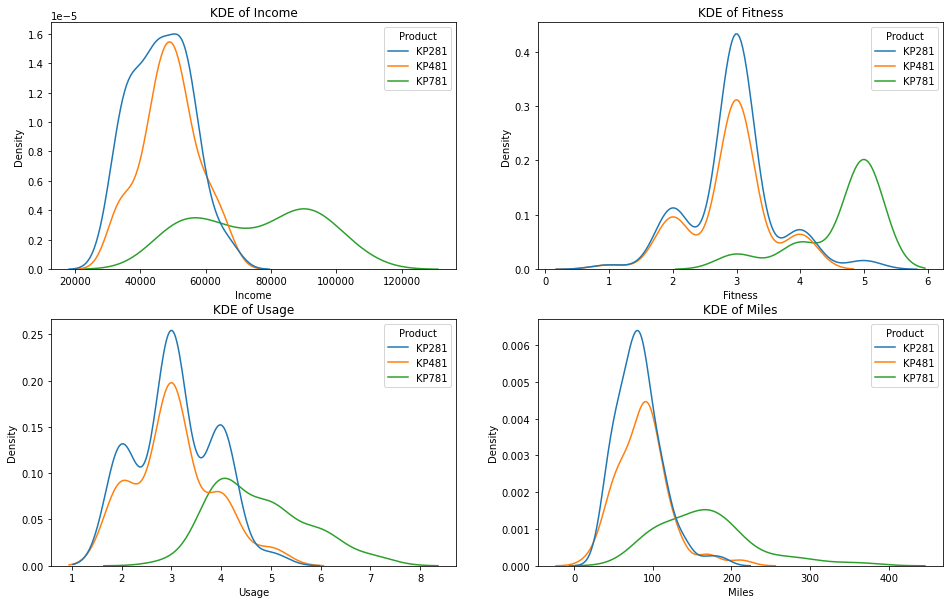 KDE of Income
1e−5
Density
1.6
1.4
1.2
1.0
0.8
0.6
0.4
0.2
0.0
20000 40000 60000 80000 100000 120000
Income
Product
KP281
KP481
KP781
KDE of Fitness
Density
0.4
0.3
0.2
0.1
0.0
0 1 2 3 4 5 6
Fitness
Product
KP281
KP481
KP781
KDE of Usage
Density
0.25
0.20
0.15
0.10
0.05
0.00
1 2 3 4 5 6 7 8
Usage
Product
KP281
KP481
KP781
KDE of Miles
Density
0.006
0.005
0.004
0.003
0.002
0.001
0.000
0 100 200 300 400
Miles
Product
KP281
KP481
KP781